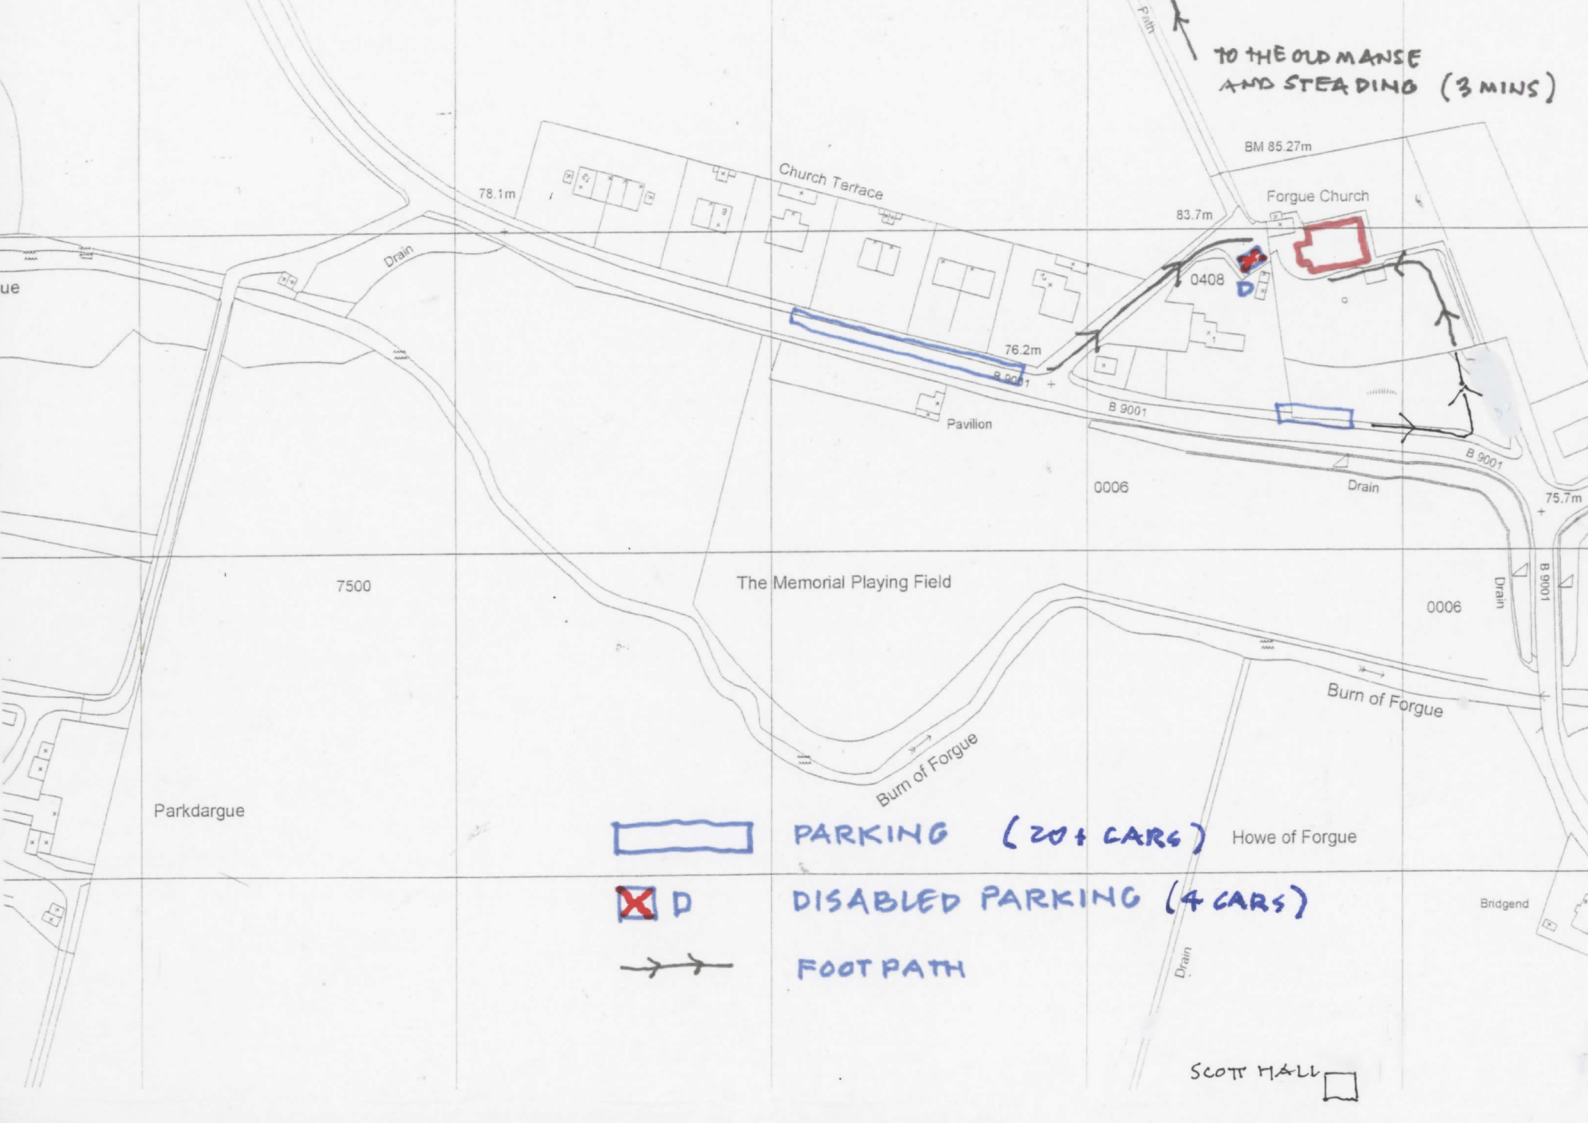 Path
TO THE OLD MANSE
AND STEADING (3 MINS)
BM 85.27m
Church Terrace
Forgue Church
78.1m
83.7m
Drain
0408
D
ue
76.2m
B 9001
B 9001
Pavilion
B 9001
0006
Drain
75.7m
7500
The Memorial Playing Field
Drain
B 9001
0006
Burn of Forgue
Burn of Forgue
Parkdargue
PARKING (20+ CARS)
Howe of Forgue
D DISABLED PARKING (4 CARS)
Bridgend
FOOTPATH
Drain
SCOTT HALL